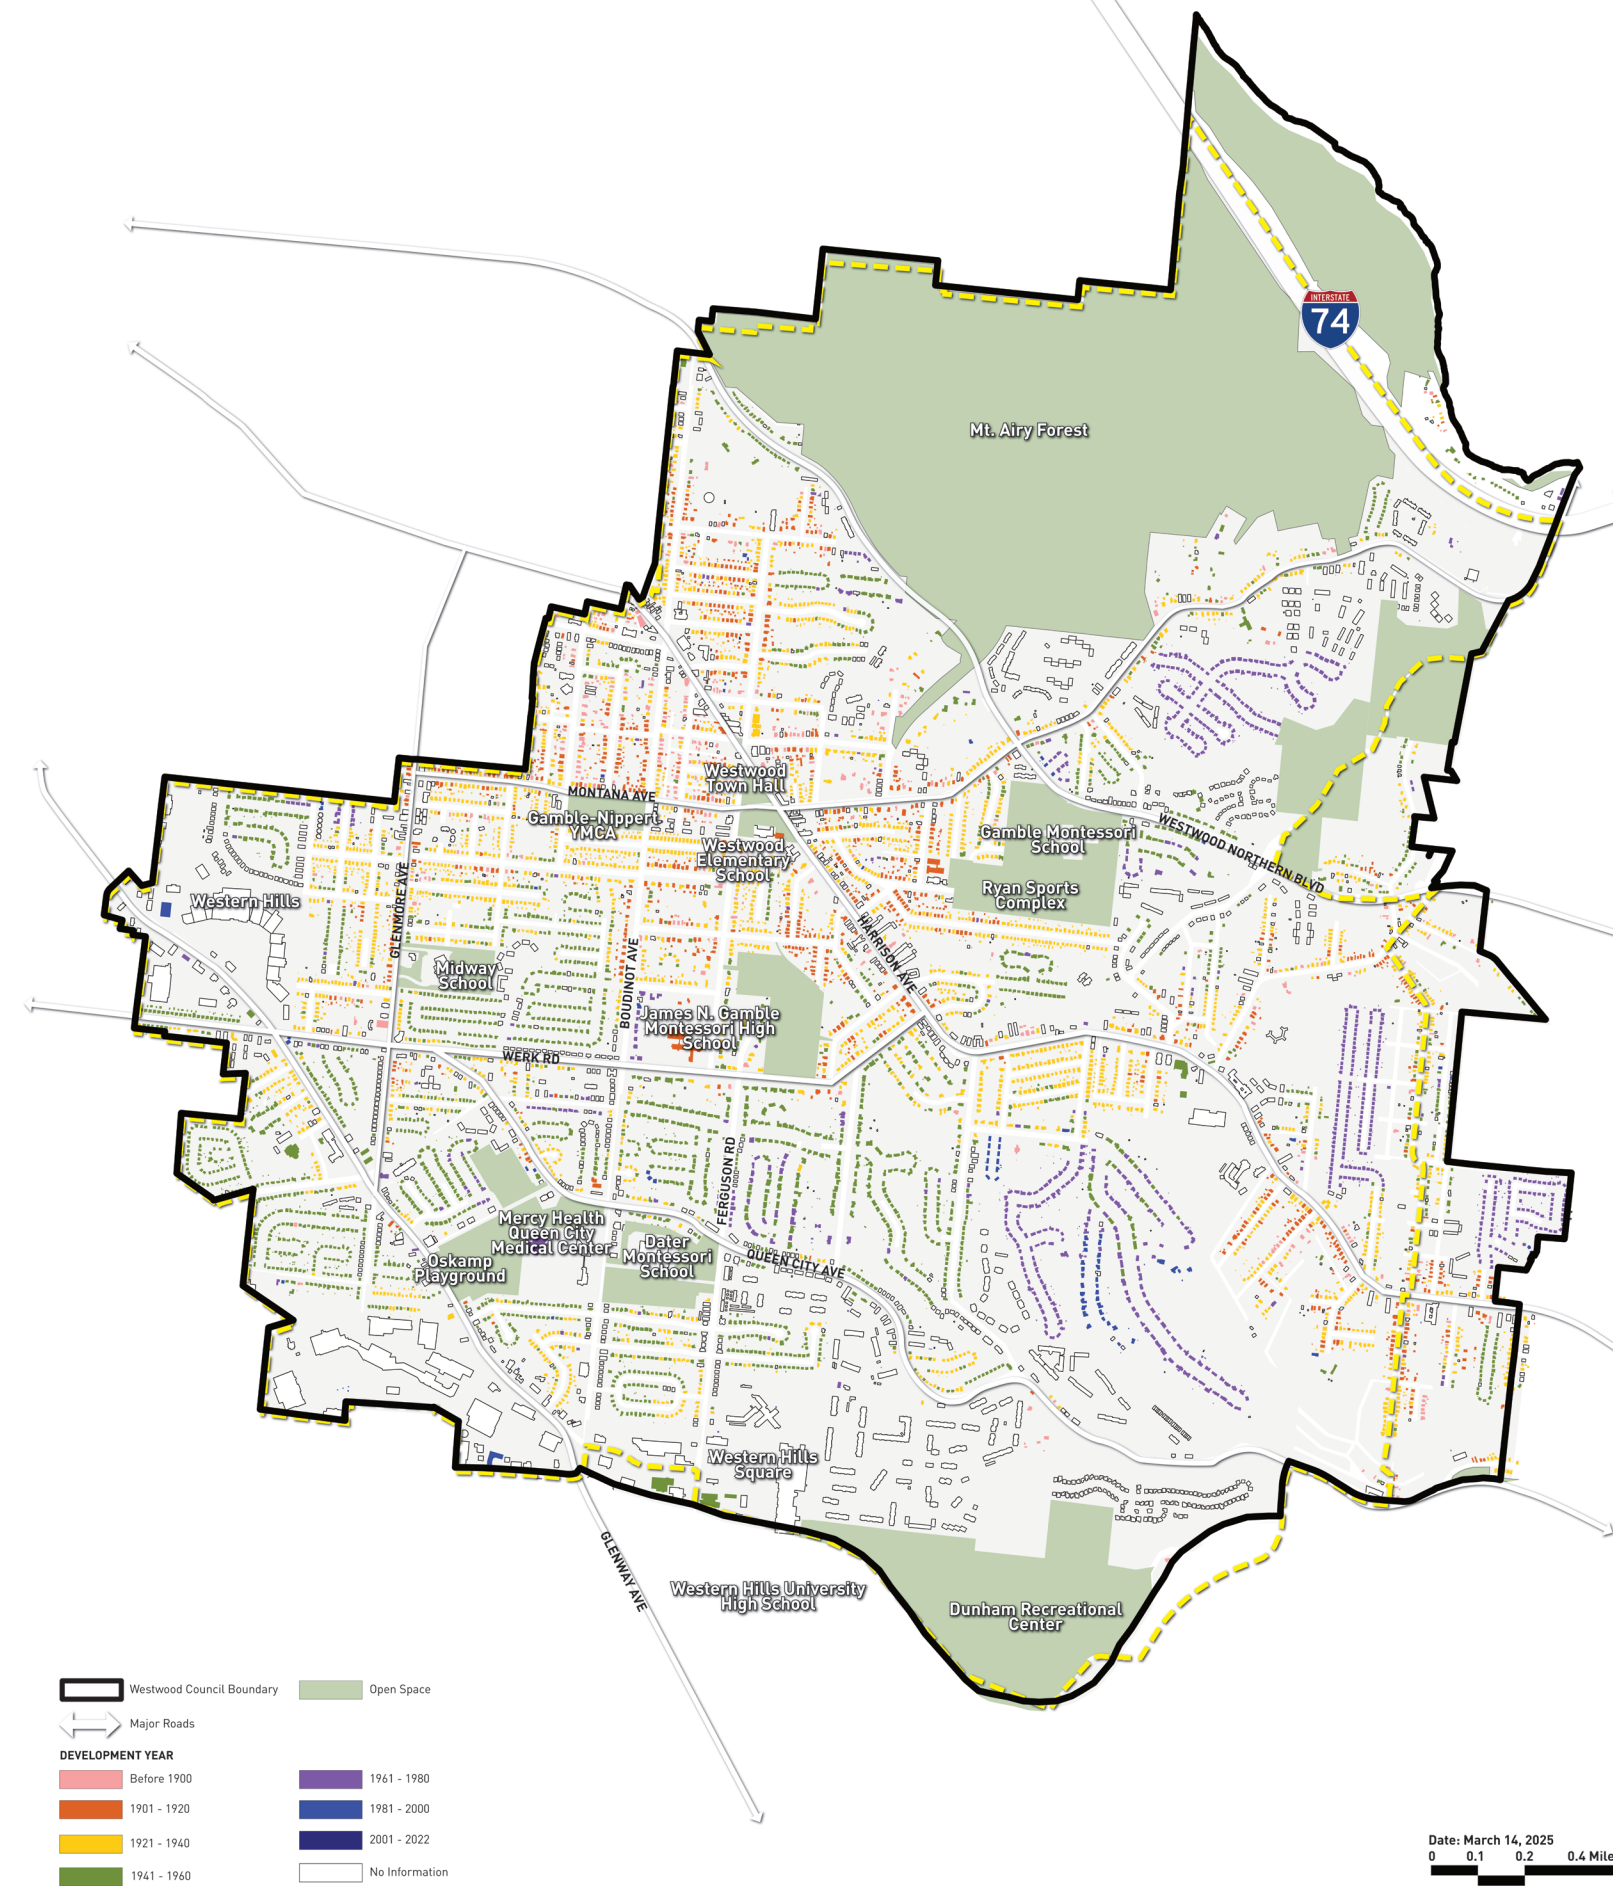 INTERSTATE
74
Mt. Airy Forest
Westwood
Town Hall
MONTANA AVE
Gamble-Nippert
YMCA
Westwood
Elementary
School
Gamble Montessori
School
WESTWOOD NORTHERN BLVD
Ryan Sports
Complex
Western Hills
GLENMORE AVE
HARRISON AVE
Midway
School
BOUDINOT AVE
James N. Gamble
Montessori High
School
WERK RD
FERGUSON RD
Mercy Health
Queen City
Medical Center
Dater
Montessori
School
QUEEN CITY AVE
Oskamp
Playground
Western Hills
Square
GLENWAY AVE
Western Hills University
High School
Dunham Recreational
Center
Westwood Council Boundary
Open Space
Major Roads
DEVELOPMENT YEAR
Before 1900
1961 - 1980
1901 - 1920
1981 - 2000
1921 - 1940
2001 - 2022
1941 - 1960
No Information
Date: March 14, 2025
0 0.1 0.2 0.4 Mile